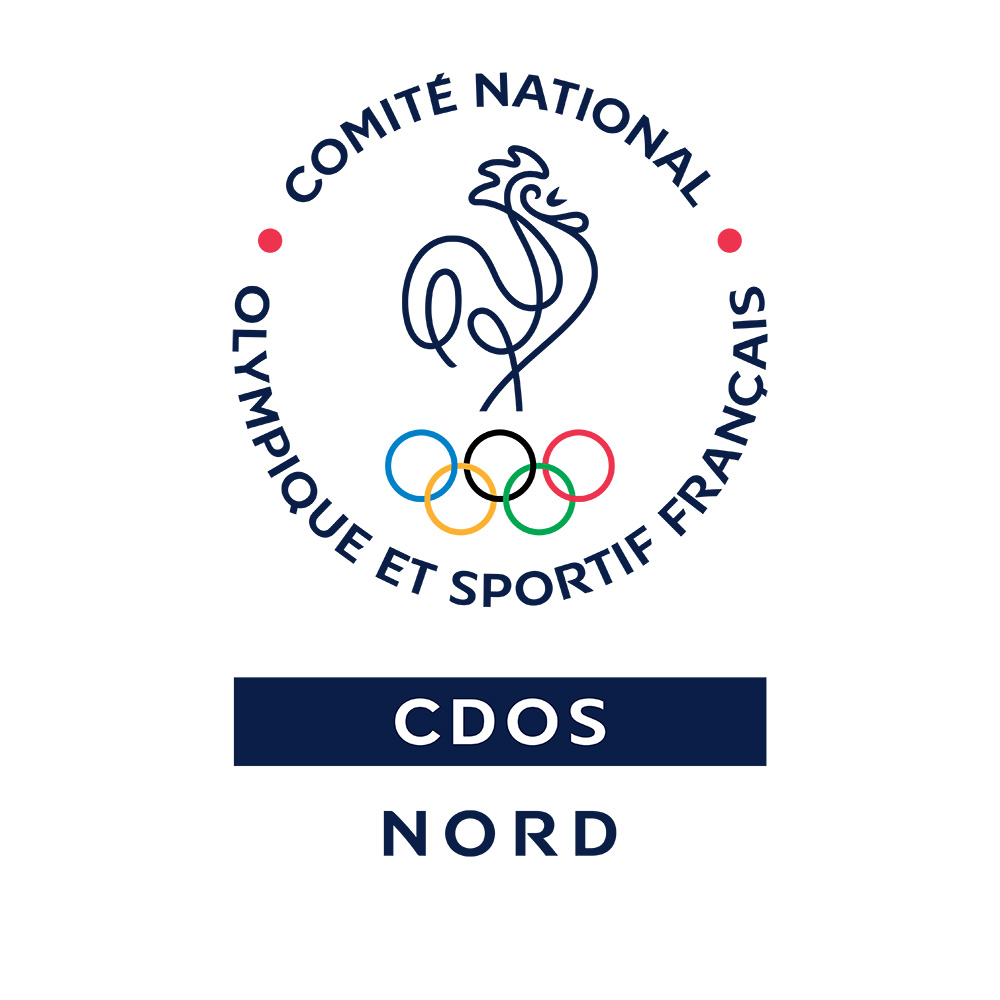 COMITÉ NATIONAL
OLYMPIQUE ET SPORTIF FRANÇAIS
CDOS
NORD